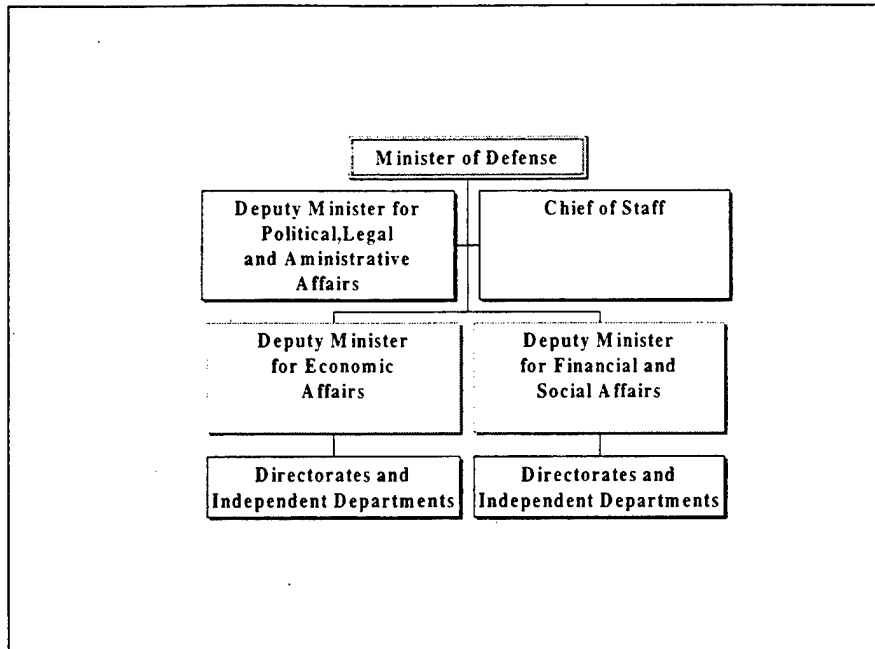 Minister of Defense
Deputy Minister for
Political,Legal
and Aministrative
Affairs
Chief of Staff
Deputy Minister
for Economic
Affairs
Deputy Minister
for Financial and
Social Affairs
Directorates and
Independent Departments
Directorates and
Independent Departments